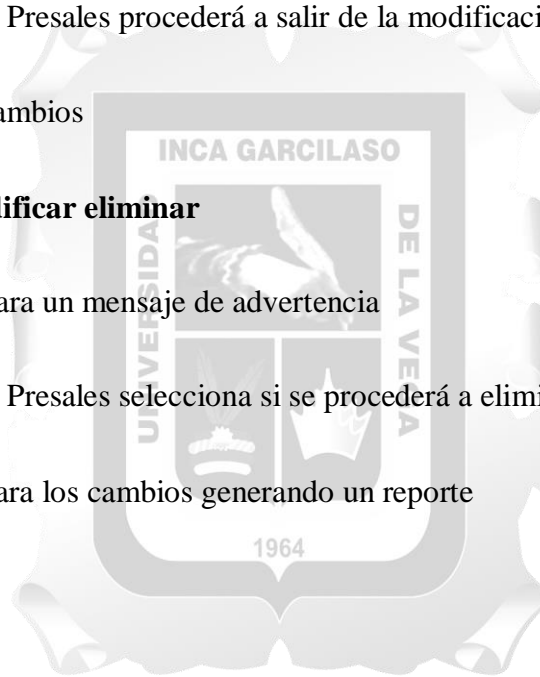 Presales procederá a salir de la modificaci
ambios
INCA GARCILASO
dificar eliminar
UNIVERSIDAD
DE LA VEGA
ara un mensaje de advertencia
Presales selecciona si se procederá a elimi
ara los cambios generando un reporte
1964